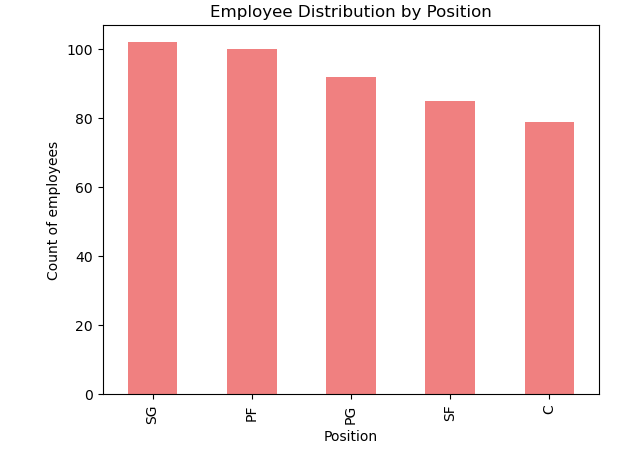 Employee Distribution by Position
Count of employees
100
80
60
40
20
0
SG
PF
PG
SF
C
Position